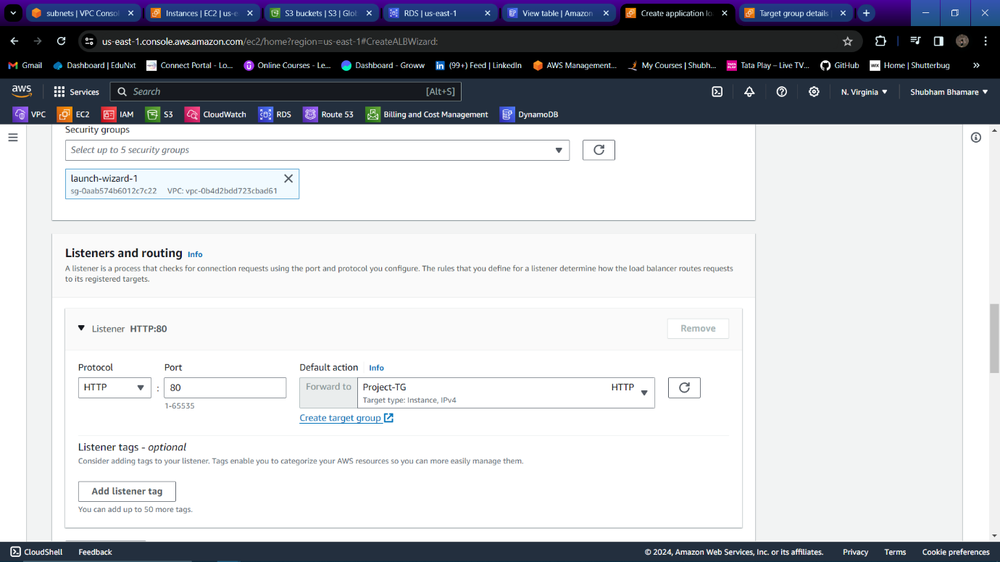 subnets | VPC Consol
Instances | EC2 | us-e
S3 buckets | S3 | Glob
RDS | us-east-1
View table | Amazon
Create application lo
Target group details
us-east-1.console.aws.amazon.com/ec2/home?region=us-east-1#CreateALBWizard:
Gmail
Dashboard | EduNxt
Connect Portal - Lo...
Online Courses - Le...
Dashboard - Groww
(99+) Feed | LinkedIn
AWS Management...
My Courses | Shubh...
Tata Play – Live TV...
GitHub
Home | Shutterbug
aws
Services
Search
[Alt+S]
N. Virginia
Shubham Bhamare
VPC
EC2
IAM
S3
CloudWatch
RDS
Route 53
Billing and Cost Management
DynamoDB
Security groups
Select up to 5 security groups
launch-wizard-1
sg-0aab574b6012c7c22 VPC: vpc-0b4d2bdd723cbad61
Listeners and routing Info
A listener is a process that checks for connection requests using the port and protocol you configure. The rules that you define for a listener determine how the load balancer routes requests
to its registered targets.
Listener HTTP:80
Remove
Protocol
Port
Default action Info
HTTP
:
80
Forward to
Project-TG
HTTP
Target type: Instance, IPv4
1-65535
Create target group
Listener tags - optional
Consider adding tags to your listener. Tags enable you to categorize your AWS resources so you can more easily manage them.
Add listener tag
You can add up to 50 more tags.
CloudShell
Feedback
© 2024, Amazon Web Services, Inc. or its affiliates.
Privacy
Terms
Cookie preferences